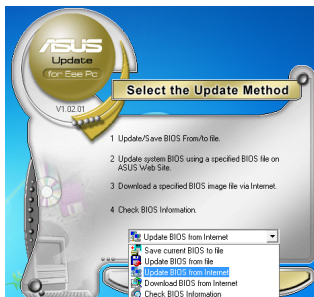 ASUS
Update
for Eee Pc
V1.02.01
Select the Update Method
1 Update/Save BIOS From/to file.
2 Update system BIOS using a specified BIOS file on
ASUS Web Site.
3 Download a specified BIOS image file via Internet.
4 Check BIOS Information.
Update BIOS from Internet
Save current BIOS to file
Update BIOS from file
Update BIOS from Internet
Download BIOS from Internet
Check BIOS Information